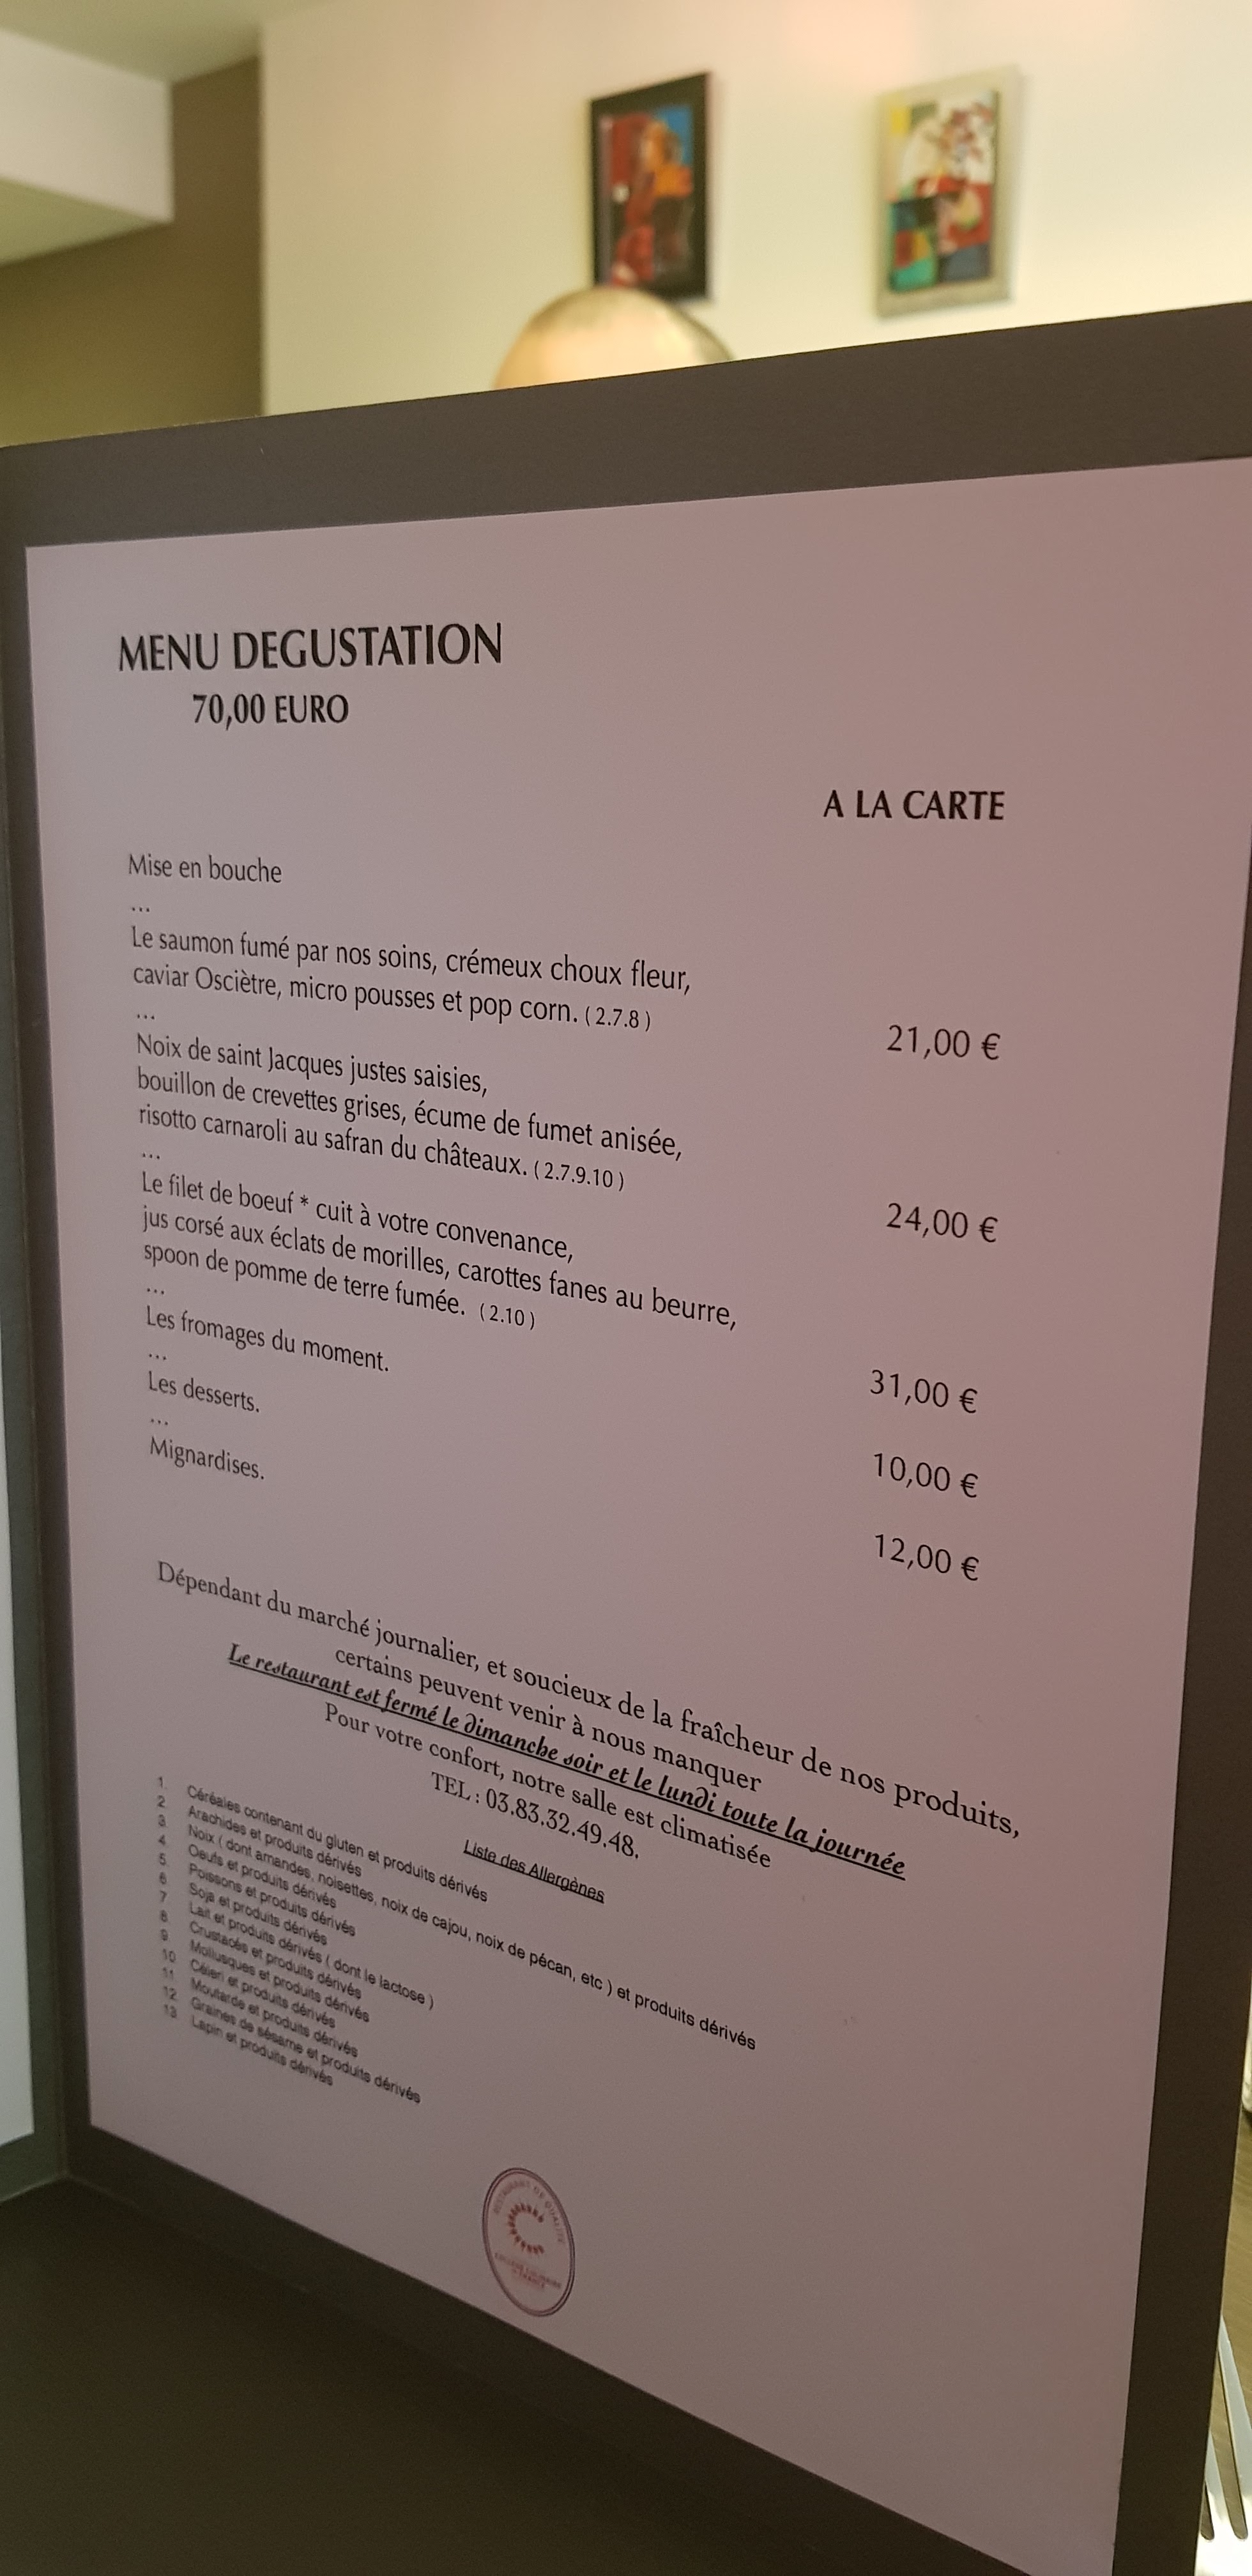 MENU DEGUSTATION
70,00 EURO
A LA CARTE
Mise en bouche
...
Le saumon fumé par nos soins, crémeux choux fleur,
caviar Osciètre, micro pousses et pop corn. ( 2.7.8 )
21,00 €
...
Noix de saint Jacques justes saisies,
bouillon de crevettes grises, écume de fumet anisée,
risotto carnaroli au safran du châteaux. ( 2.7.9.10 )
24,00 €
...
Le filet de boeuf * cuit à votre convenance,
jus corsé aux éclats de morilles, carottes fanes au beurre,
spoon de pomme de terre fumée. ( 2.10 )
31,00 €
...
Les fromages du moment.
10,00 €
...
Les desserts.
12,00 €
...
Mignardises.
Dépendant du marché journalier, et soucieux de la fraîcheur de nos produits,
certains peuvent venir à nous manquer
Le restaurant est fermé le dimanche soir et le lundi toute la journée
Pour votre confort, notre salle est climatisée
TEL : 03.83.32.49.48.
Liste des Allergènes
1. Céréales contenant du gluten et produits dérivés
2. Arachides et produits dérivés
3. Noix ( dont amandes, noisettes, noix de cajou, noix de pécan, etc ) et produits dérivés
4. Oeufs et produits dérivés
5. Poissons et produits dérivés
6. Soja et produits dérivés
7. Lait et produits dérivés ( dont le lactose )
8. Crustacés et produits dérivés
9. Mollusques et produits dérivés
10 Céleri et produits dérivés
11 Moutarde et produits dérivés
12 Graines de sésame et produits dérivés
13 Lapin et produits dérivés
RESTAURANT DE QUALITÉ